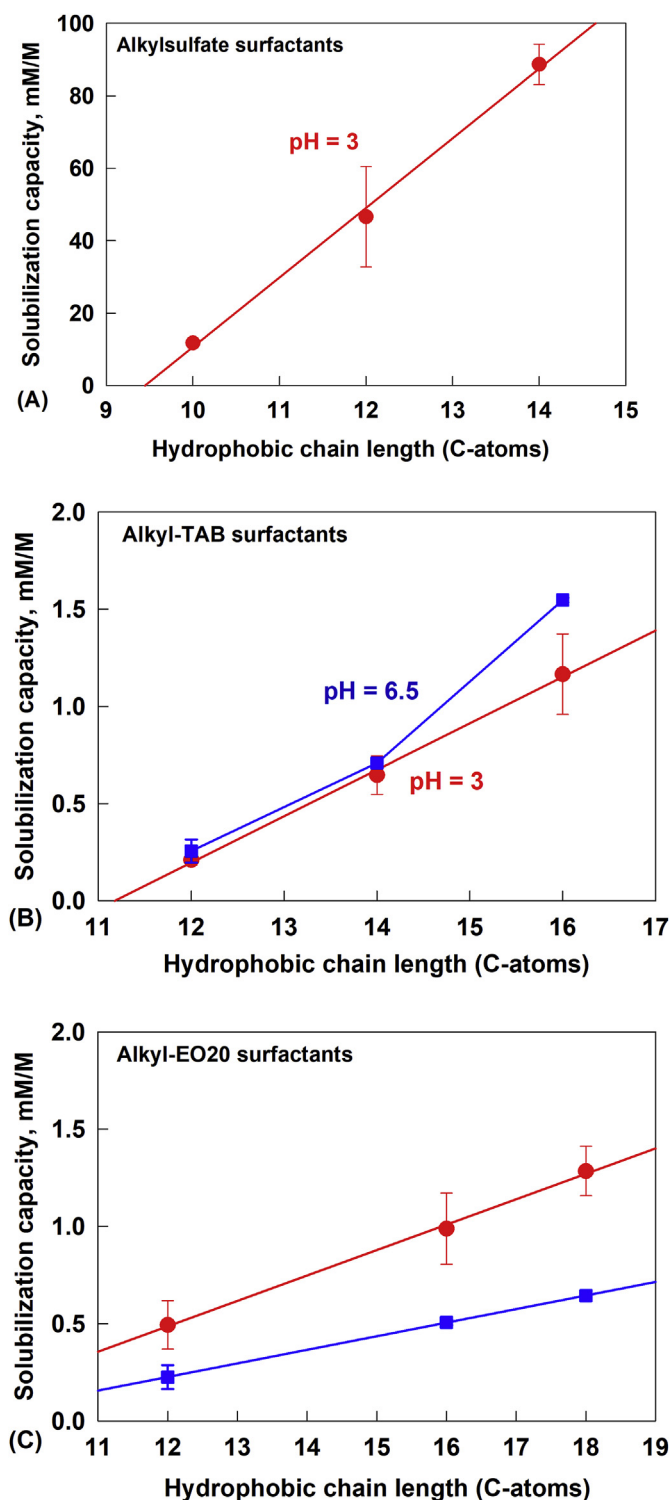 100
Alkylsulfate surfactants
80
pH = 3
60
40
20
0
Solubilization capacity, mM/M
(A)
9 10 11 12 13 14 15
Hydrophobic chain length (C-atoms)
2.0
Alkyl-TAB surfactants
1.5
pH = 6.5
1.0
pH = 3
0.5
0.0
Solubilization capacity, mM/M
(B)
11 12 13 14 15 16 17
Hydrophobic chain length (C-atoms)
2.0
Alkyl-EO20 surfactants
1.5
1.0
0.5
0.0
Solubilization capacity, mM/M
(C)
11 12 13 14 15 16 17 18 19
Hydrophobic chain length (C-atoms)